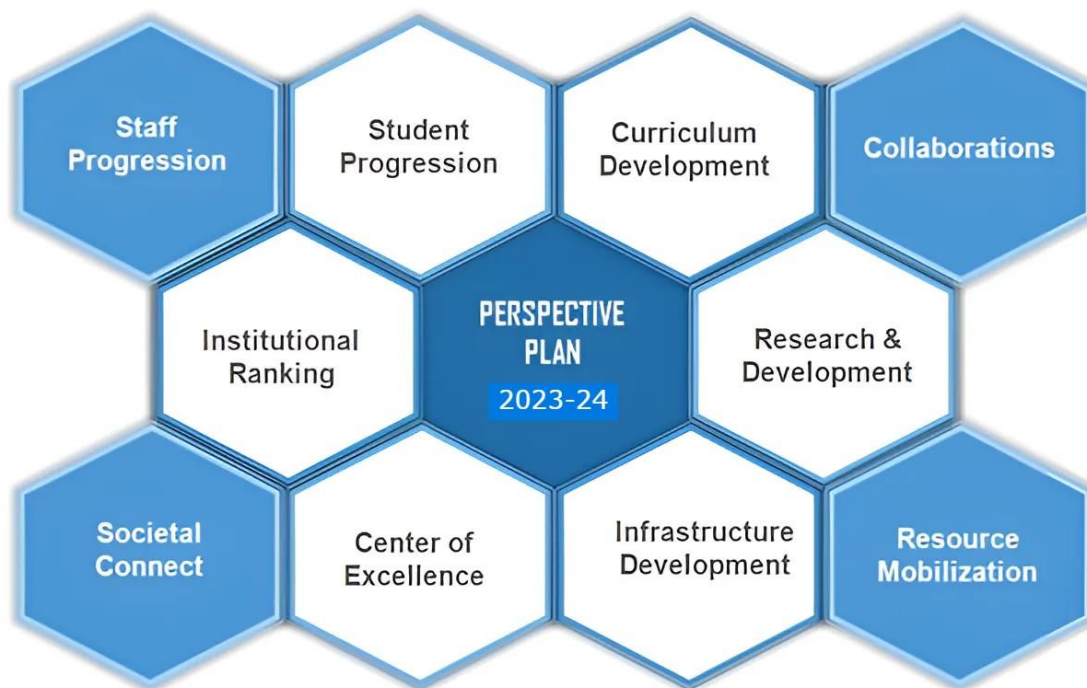 Staff
Progression
Student
Progression
Curriculum
Development
Collaborations
Institutional
Ranking
PERSPECTIVE
PLAN
2023-24
Research &
Development
Societal
Connect
Center of
Excellence
Infrastructure
Development
Resource
Mobilization